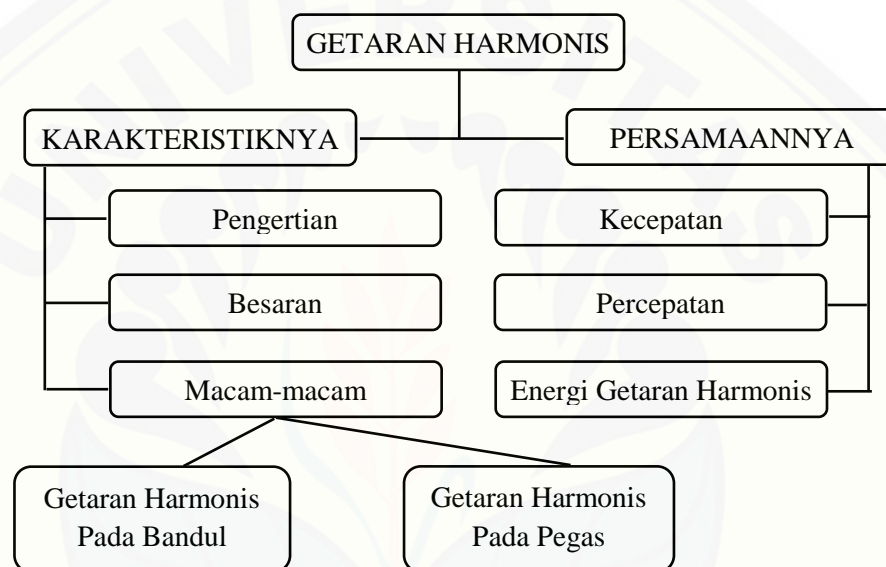 GETARAN HARMONIS
KARAKTERISTIKNYA
PERSAMAANNYA
Pengertian
Kecepatan
Besaran
Percepatan
Macam-macam
Energi Getaran Harmonis
Getaran Harmonis
Pada Bandul
Getaran Harmonis
Pada Pegas
UNIVERSITAS